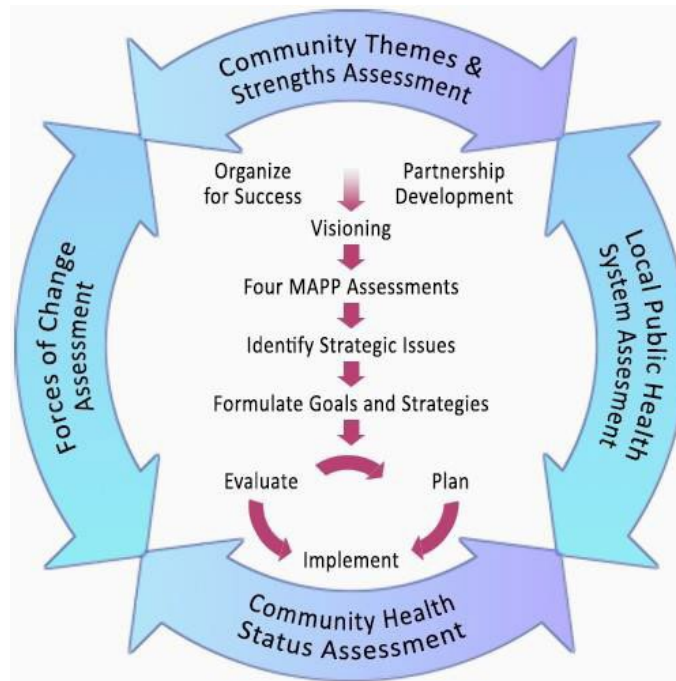 Community Themes &
Strengths Assessment
Organize
for Success
Partnership
Development
Visioning
Four MAPP Assessments
Identify Strategic Issues
Formulate Goals and Strategies
Evaluate
Plan
Implement
Forces of Change
Assessment
Local Public Health
System Assesment
Community Health
Status Assessment